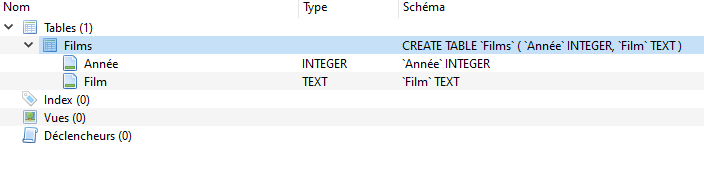 Nom Type Schéma
Tables (1)
Films CREATE TABLE `Films` ( `Année` INTEGER, `Film` TEXT )
Année INTEGER `Année` INTEGER
Film TEXT `Film` TEXT
Index (0)
Vues (0)
Déclencheurs (0)